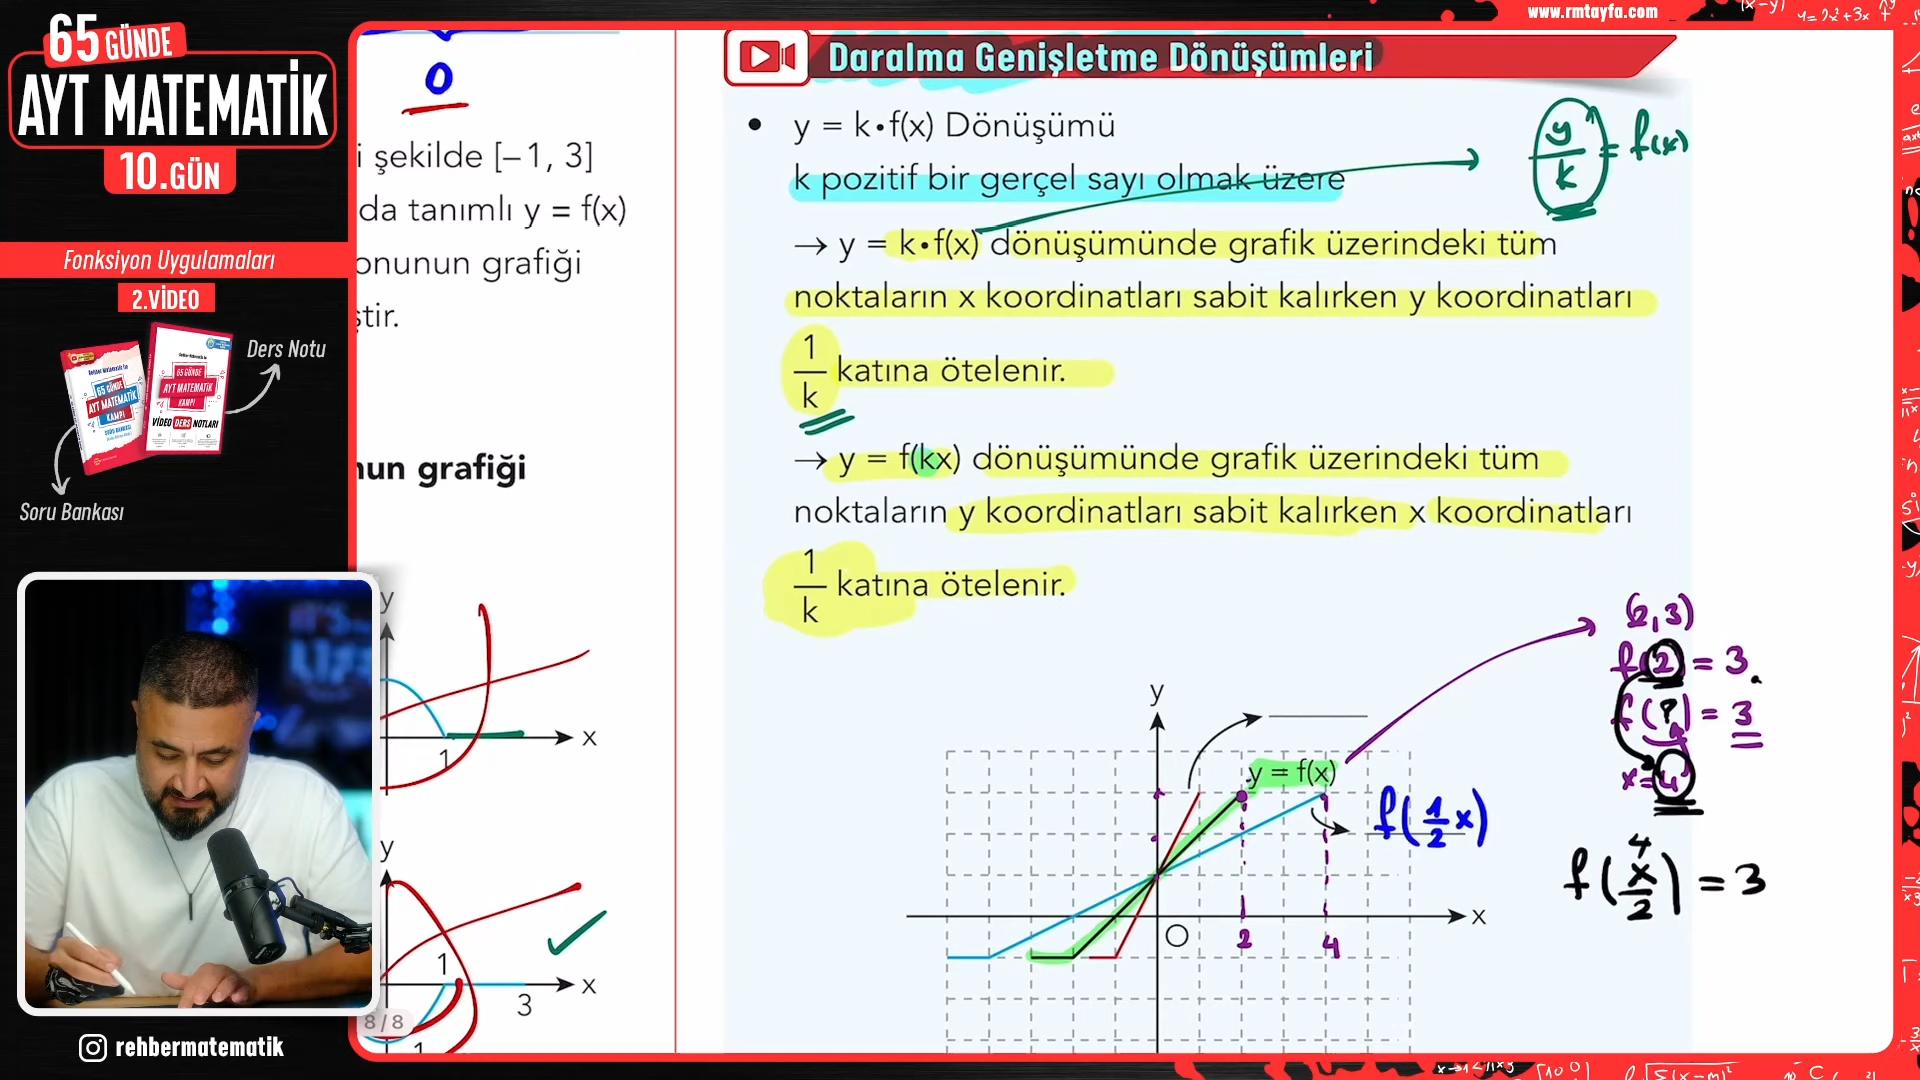 65 GÜNDE
AYT MATEMATİK
10.GÜN
Fonksiyon Uygulamaları
2.VİDEO
Ders Notu
Soru Bankası
rehbermatematik
www.rmtayfa.com
0
i şekilde [–1, 3]
da tanımlı y = f(x)
onunun grafiği
ştir.
nun grafiği
y
x
1
y
1
x
3
8/8
1
Daralma Genişletme Dönüşümleri
• y = k•f(x) Dönüşümü
k pozitif bir gerçel sayı olmak üzere
y/k = f(x)
→ y = k•f(x) dönüşümünde grafik üzerindeki tüm
noktaların x koordinatları sabit kalırken y koordinatları
1/k katına ötelenir.
→ y = f(kx) dönüşümünde grafik üzerindeki tüm
noktaların y koordinatları sabit kalırken x koordinatları
1/k katına ötelenir.
(2,3)
f(2) = 3
f(?) = 3
x=4
y
y = f(x)
f(1/2 x)
4
f(x/2) = 3
x
O
2
4